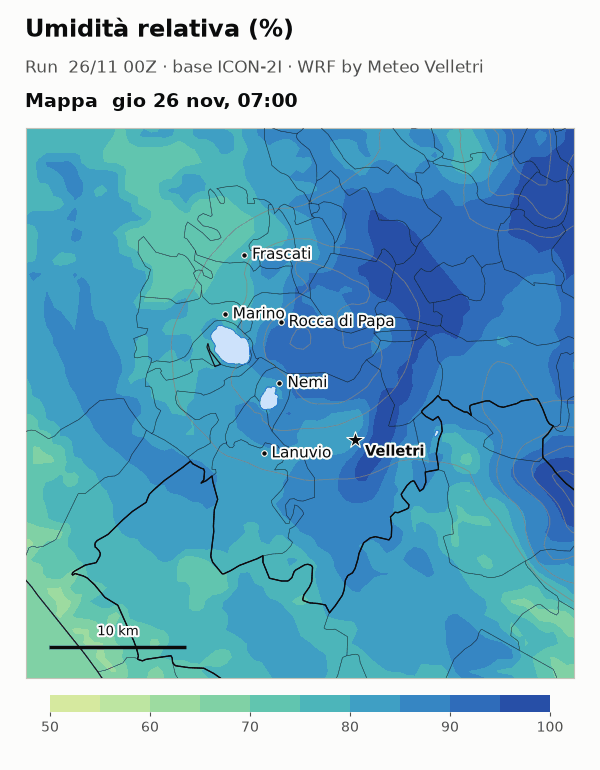 Umidità relativa (%)
Run  26/11 00Z · base ICON-2I · WRF by Meteo Velletri
Mappa  gio 26 nov, 07:00
Frascati
Marino
Rocca di Papa
Nemi
Velletri
Lanuvio
10 km
50 60 70 80 90 100